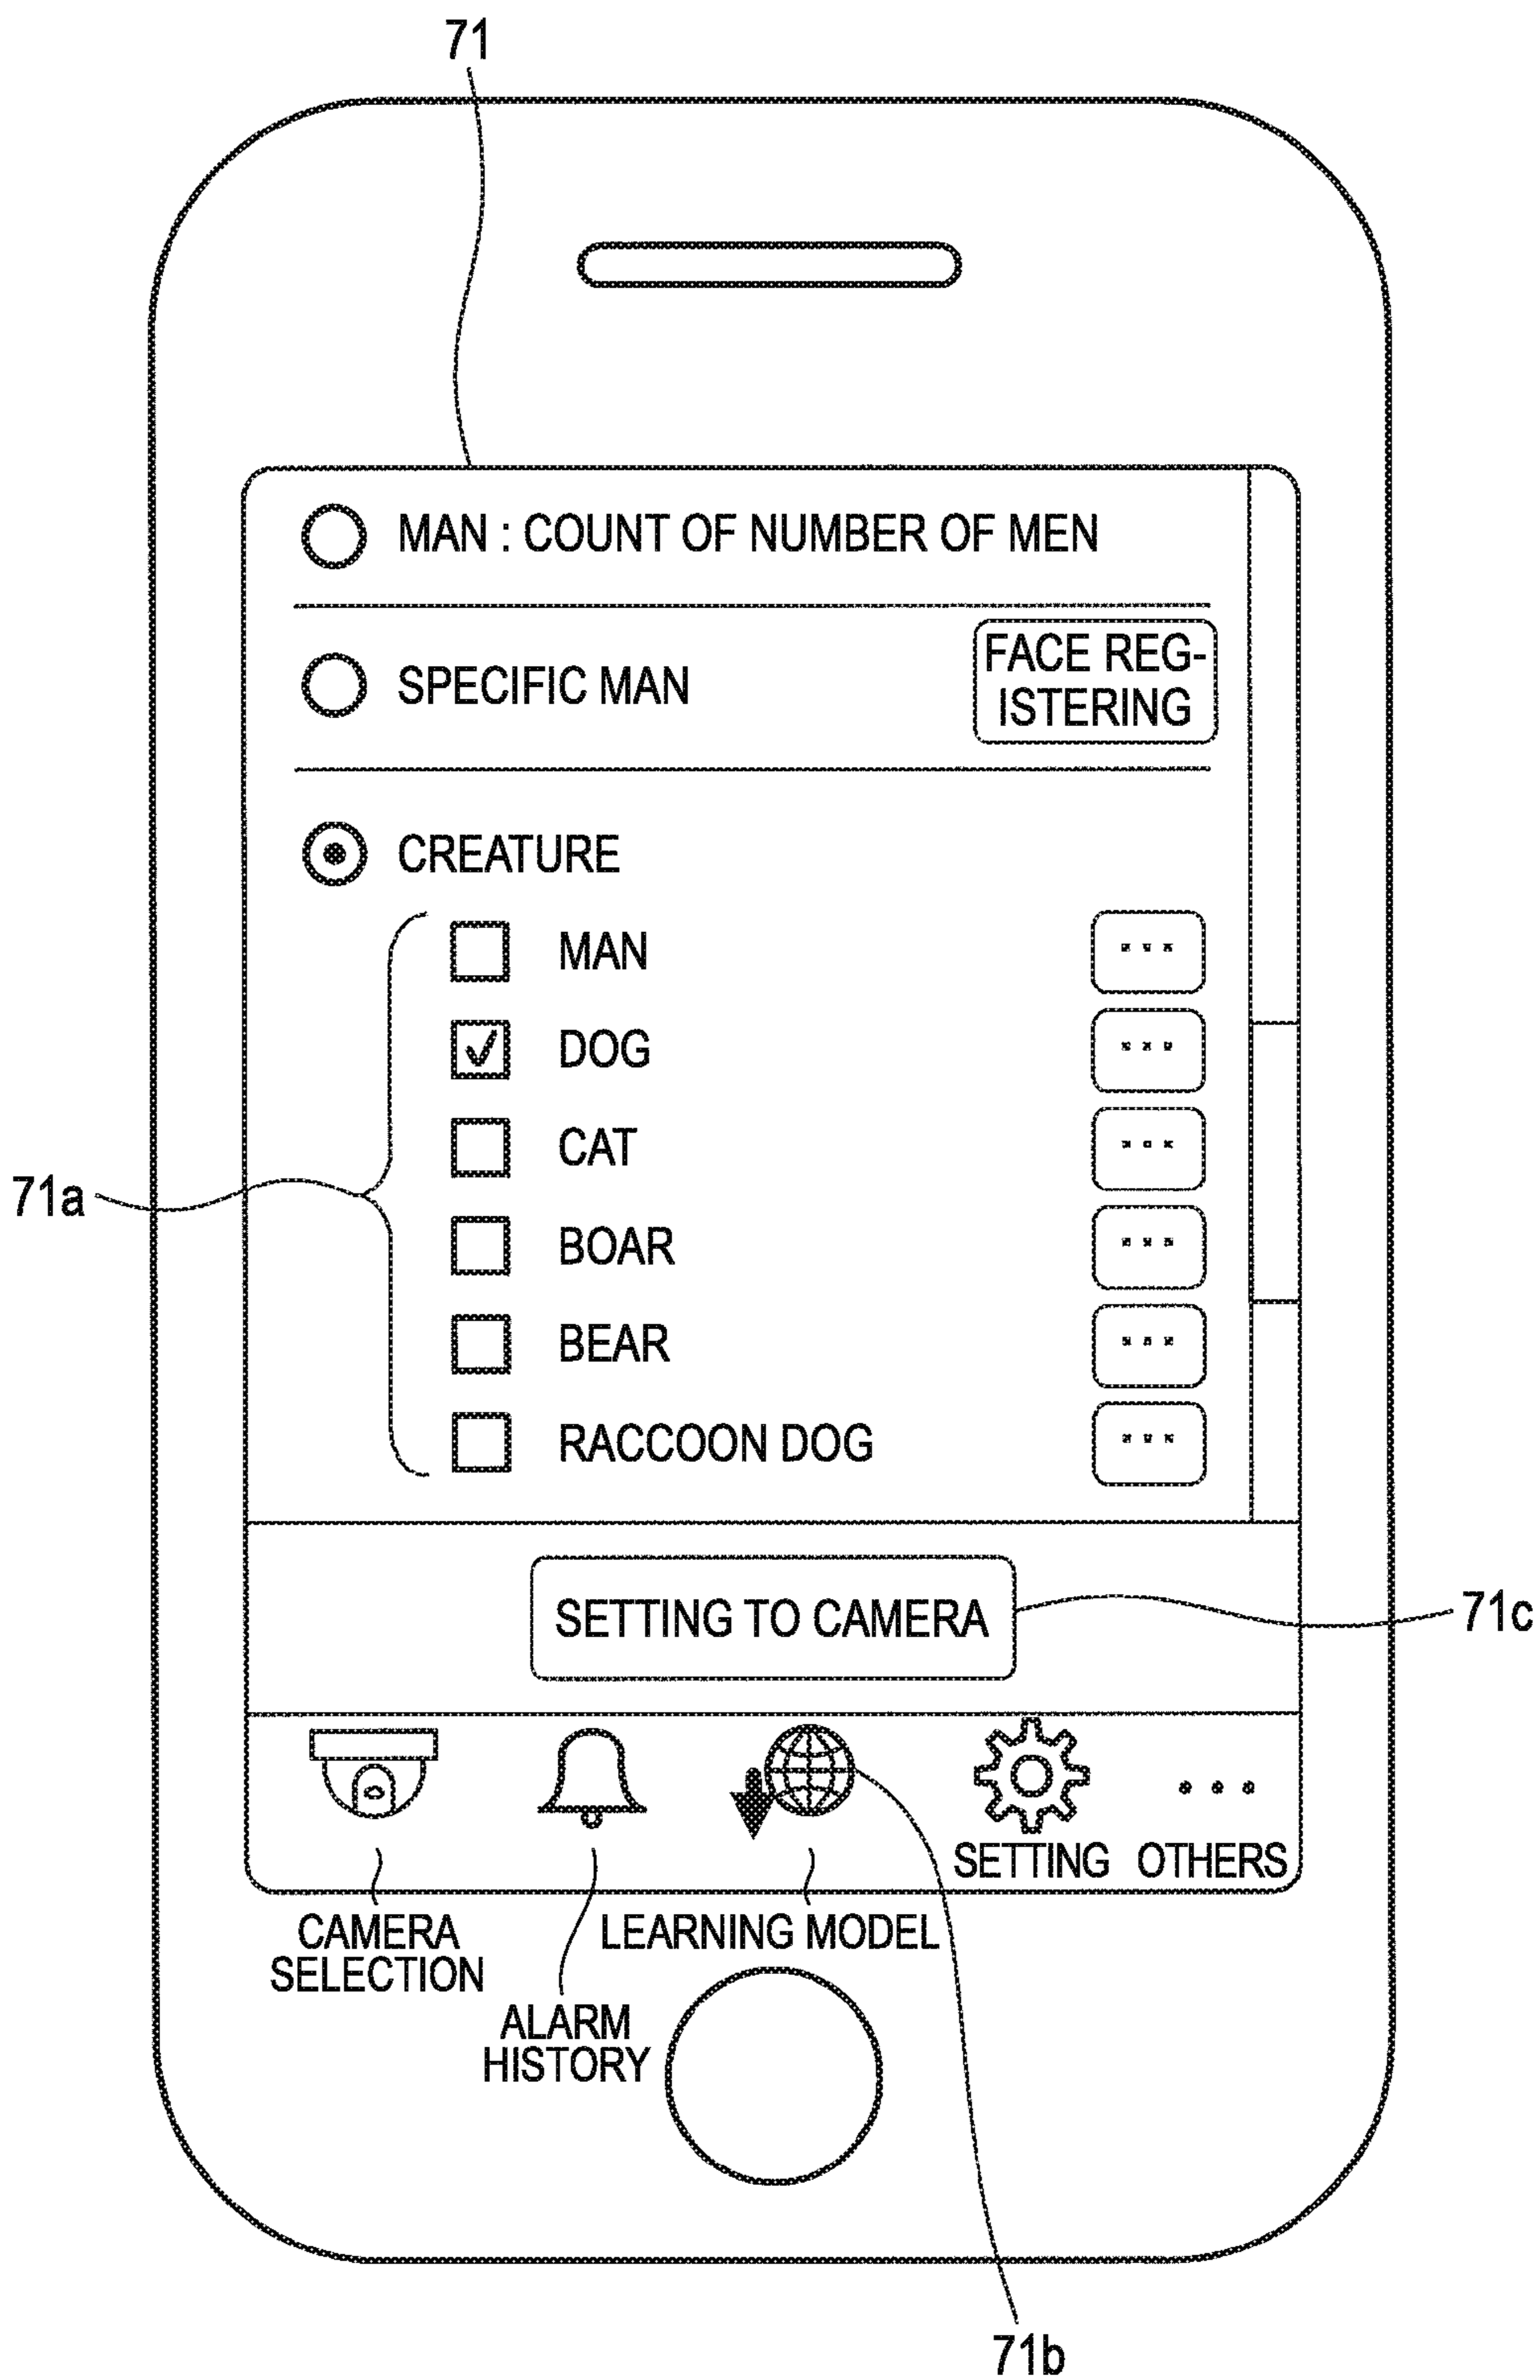 71
MAN : COUNT OF NUMBER OF MEN
SPECIFIC MAN
FACE REG-
ISTERING
CREATURE
MAN
...
DOG
...
CAT
...
71a
BOAR
...
BEAR
...
RACCOON DOG
...
SETTING TO CAMERA
71c
...
SETTING
OTHERS
CAMERA
SELECTION
LEARNING MODEL
ALARM
HISTORY
71b